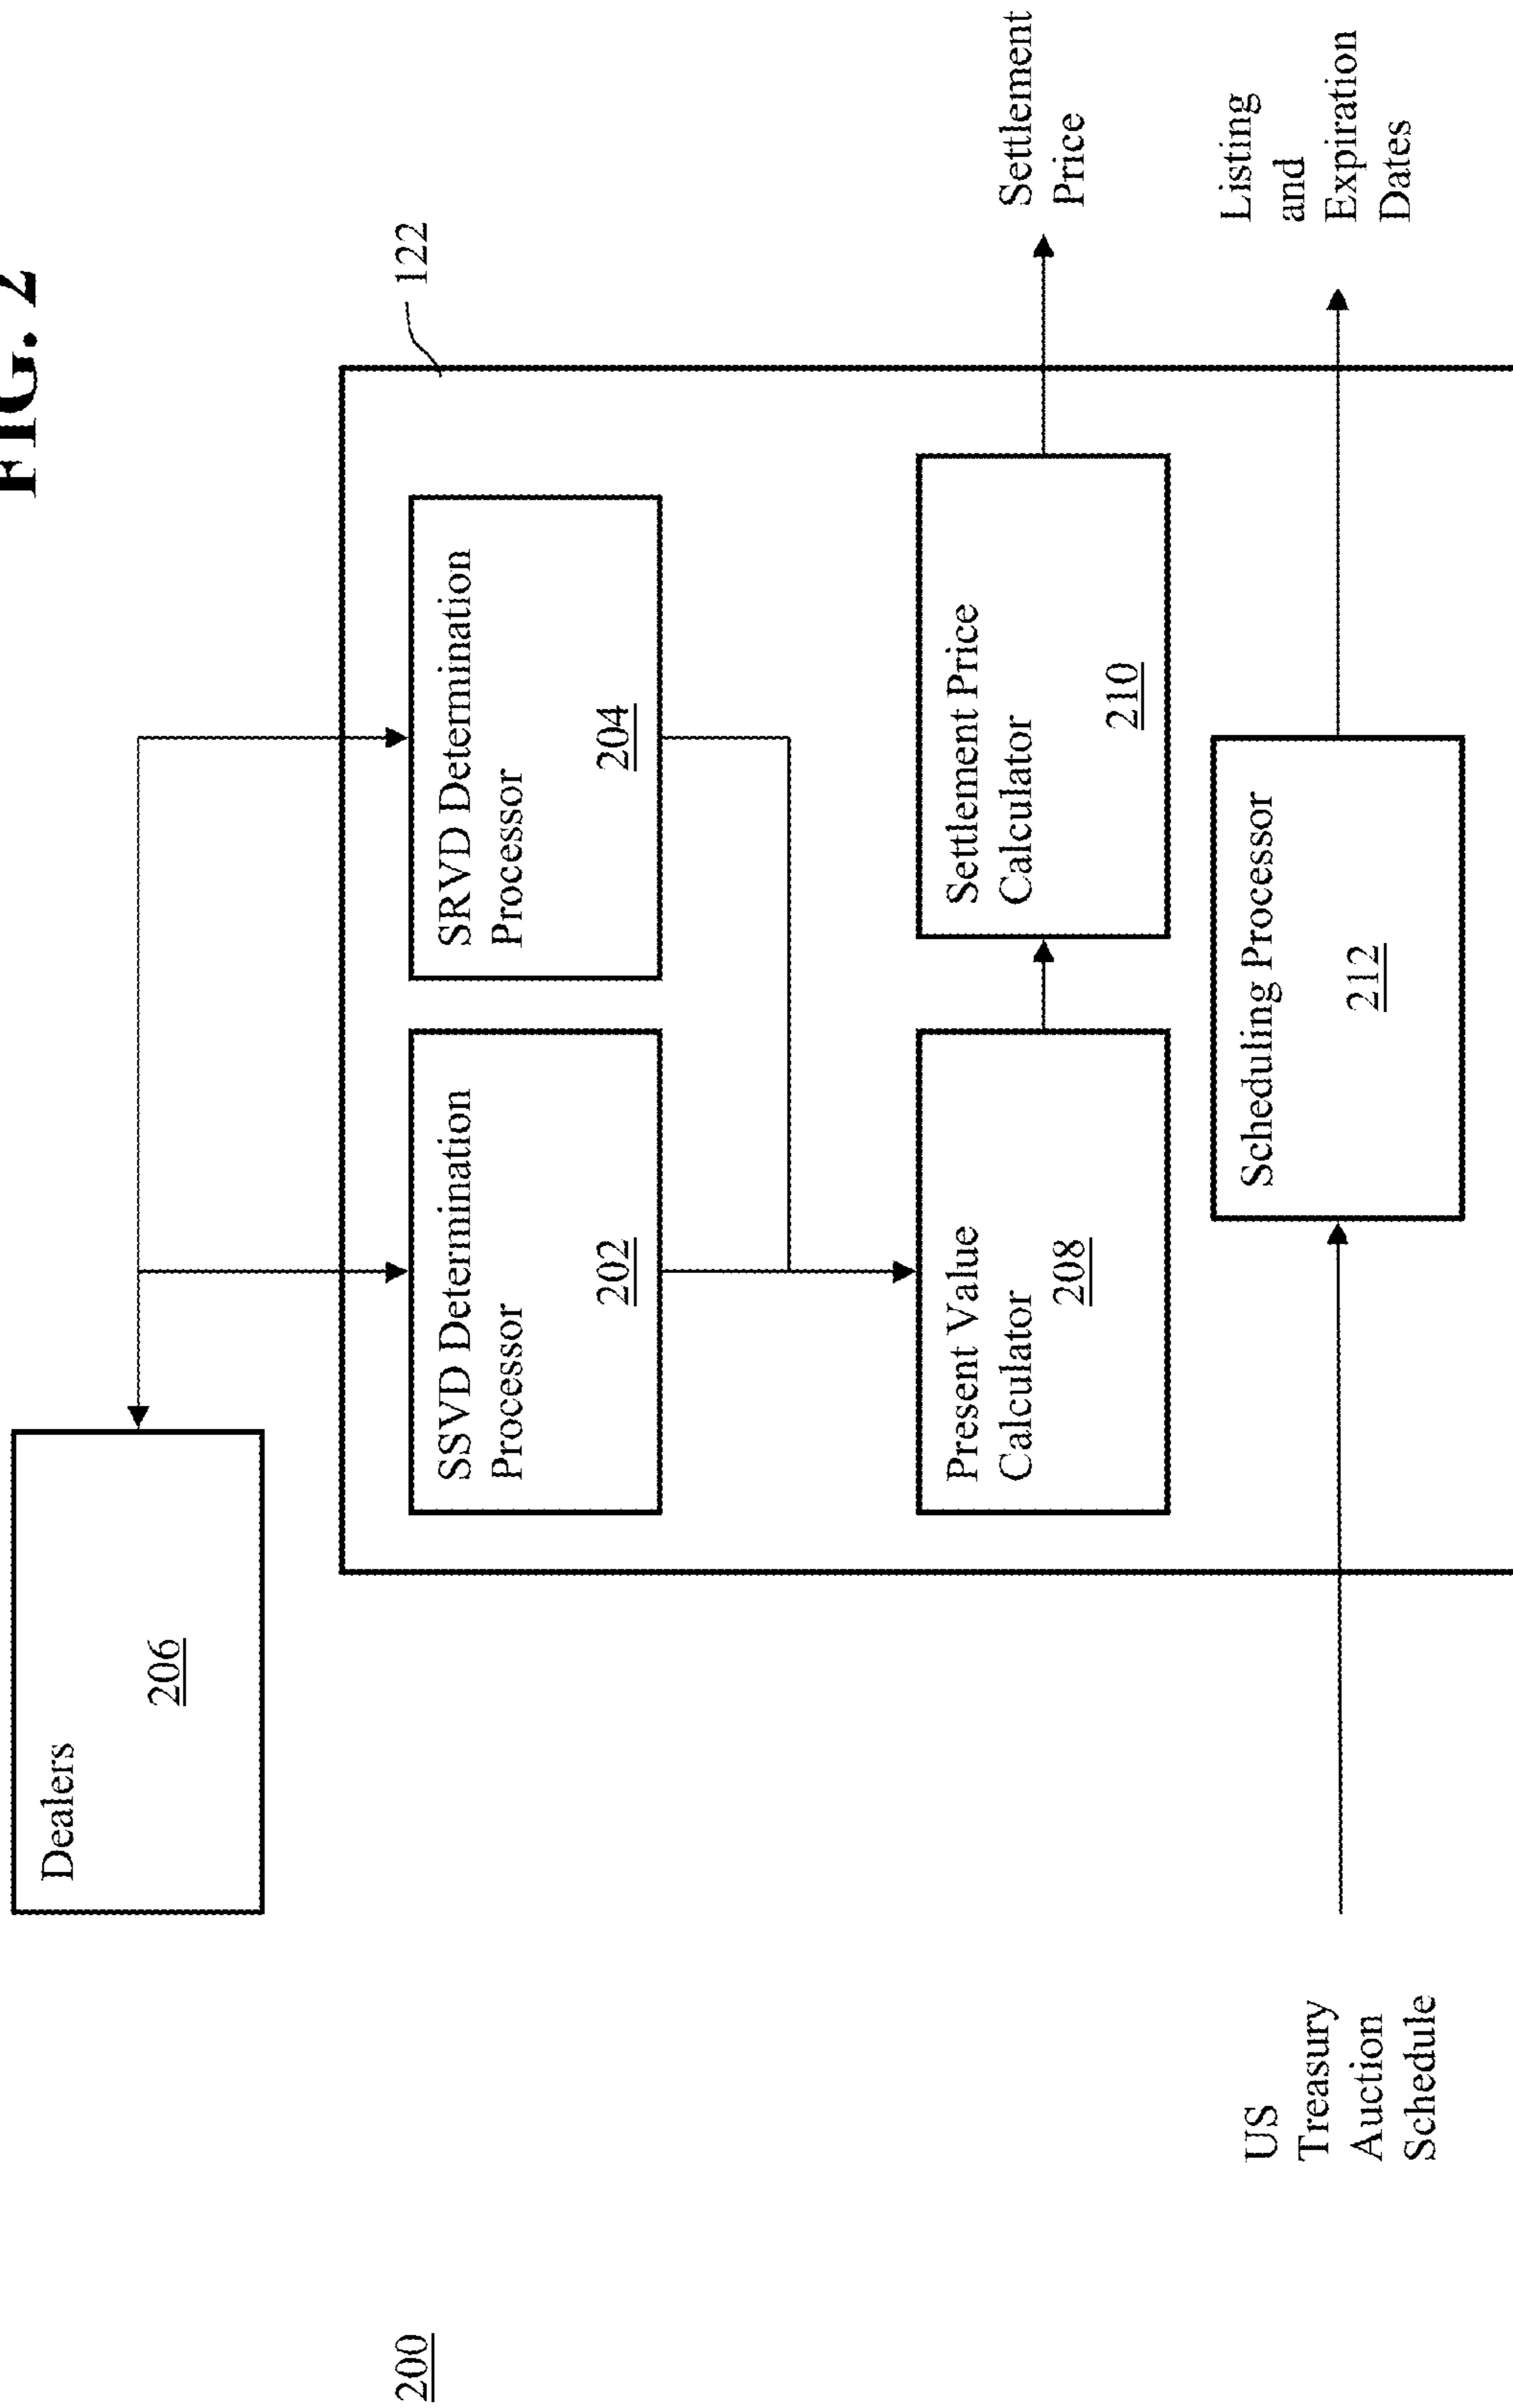 FIG. 2
200
Dealers
206
122
SSVD Determination
Processor
202
SRVD Determination
Processor
204
Present Value
Calculator
208
Settlement Price
Calculator
210
Settlement
Price
US
Treasury
Auction
Schedule
Scheduling Processor
212
Listing
and
Expiration
Dates